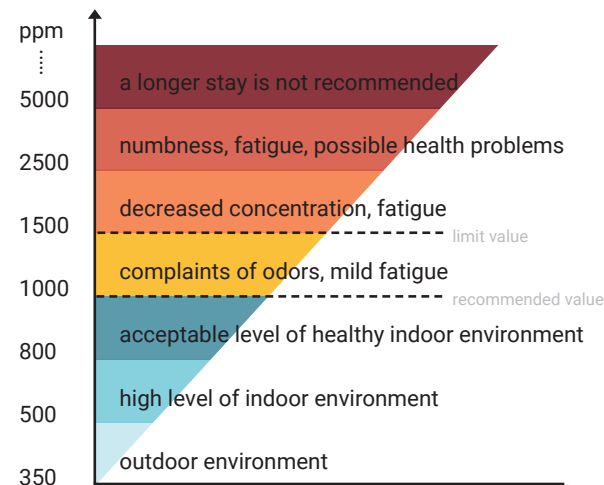 ppm
a longer stay is not recommended
5000
numbness, fatigue, possible health problems
2500
decreased concentration, fatigue
1500
limit value
complaints of odors, mild fatigue
1000
recommended value
acceptable level of healthy indoor environment
800
high level of indoor environment
500
outdoor environment
350